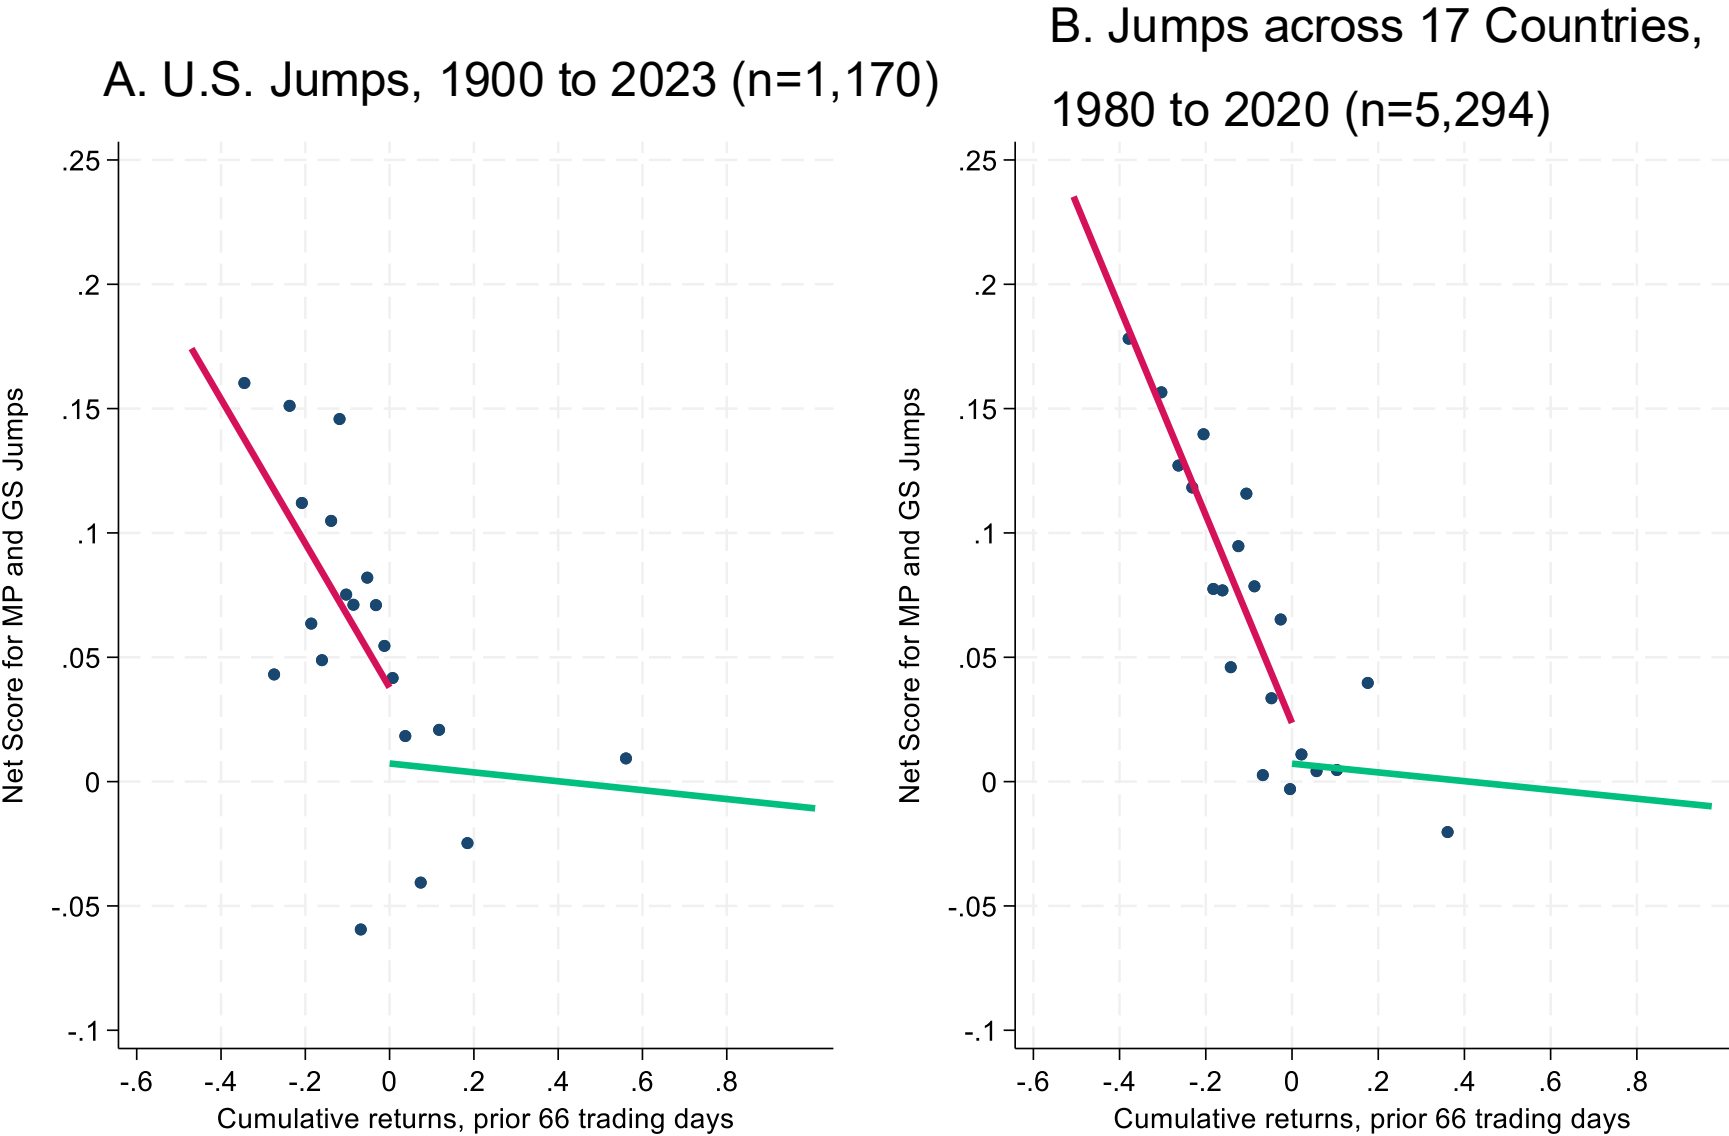 A. U.S. Jumps, 1900 to 2023 (n=1,170)
Net Score for MP and GS Jumps
.25
.2
.15
.1
.05
0
-.05
-.1
-.6 -.4 -.2 0 .2 .4 .6 .8
Cumulative returns, prior 66 trading days
B. Jumps across 17 Countries,
1980 to 2020 (n=5,294)
Net Score for MP and GS Jumps
.25
.2
.15
.1
.05
0
-.05
-.1
-.6 -.4 -.2 0 .2 .4 .6 .8
Cumulative returns, prior 66 trading days